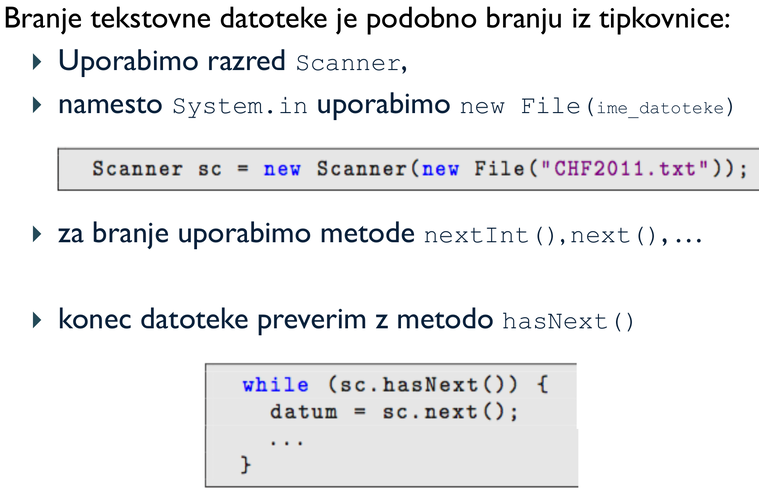 Branje tekstovne datoteke je podobno branju iz tipkovnice:
Uporabimo razred Scanner,
namesto System.in uporabimo new File(ime_datoteke)
Scanner sc = new Scanner(new File("CHF2011.txt"));
za branje uporabimo metode nextInt(),next(),…
konec datoteke preverim z metodo hasNext()
while (sc.hasNext()) {
datum = sc.next();
...
}